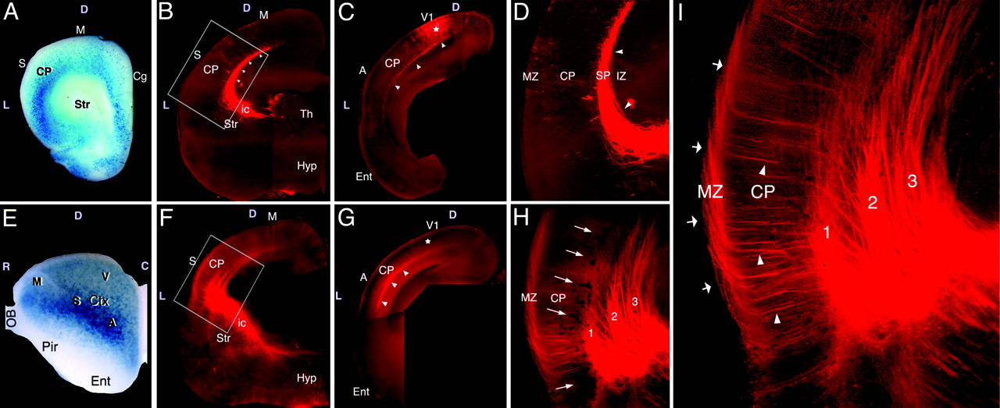 A
D
M
S
CP
Cg
L
Str
B
D
M
S
CP
L
ic
Str
Th
Hyp
C
D
V1
CP
A
L
Ent
D
MZ
CP
SP
IZ
I
MZ
CP
1
2
3
E
D
R
C
M
V
S
Ctx
A
OB
Pir
Ent
F
D
M
S
CP
L
ic
Str
Hyp
G
D
V1
A
CP
L
Ent
H
MZ
CP
1
2
3